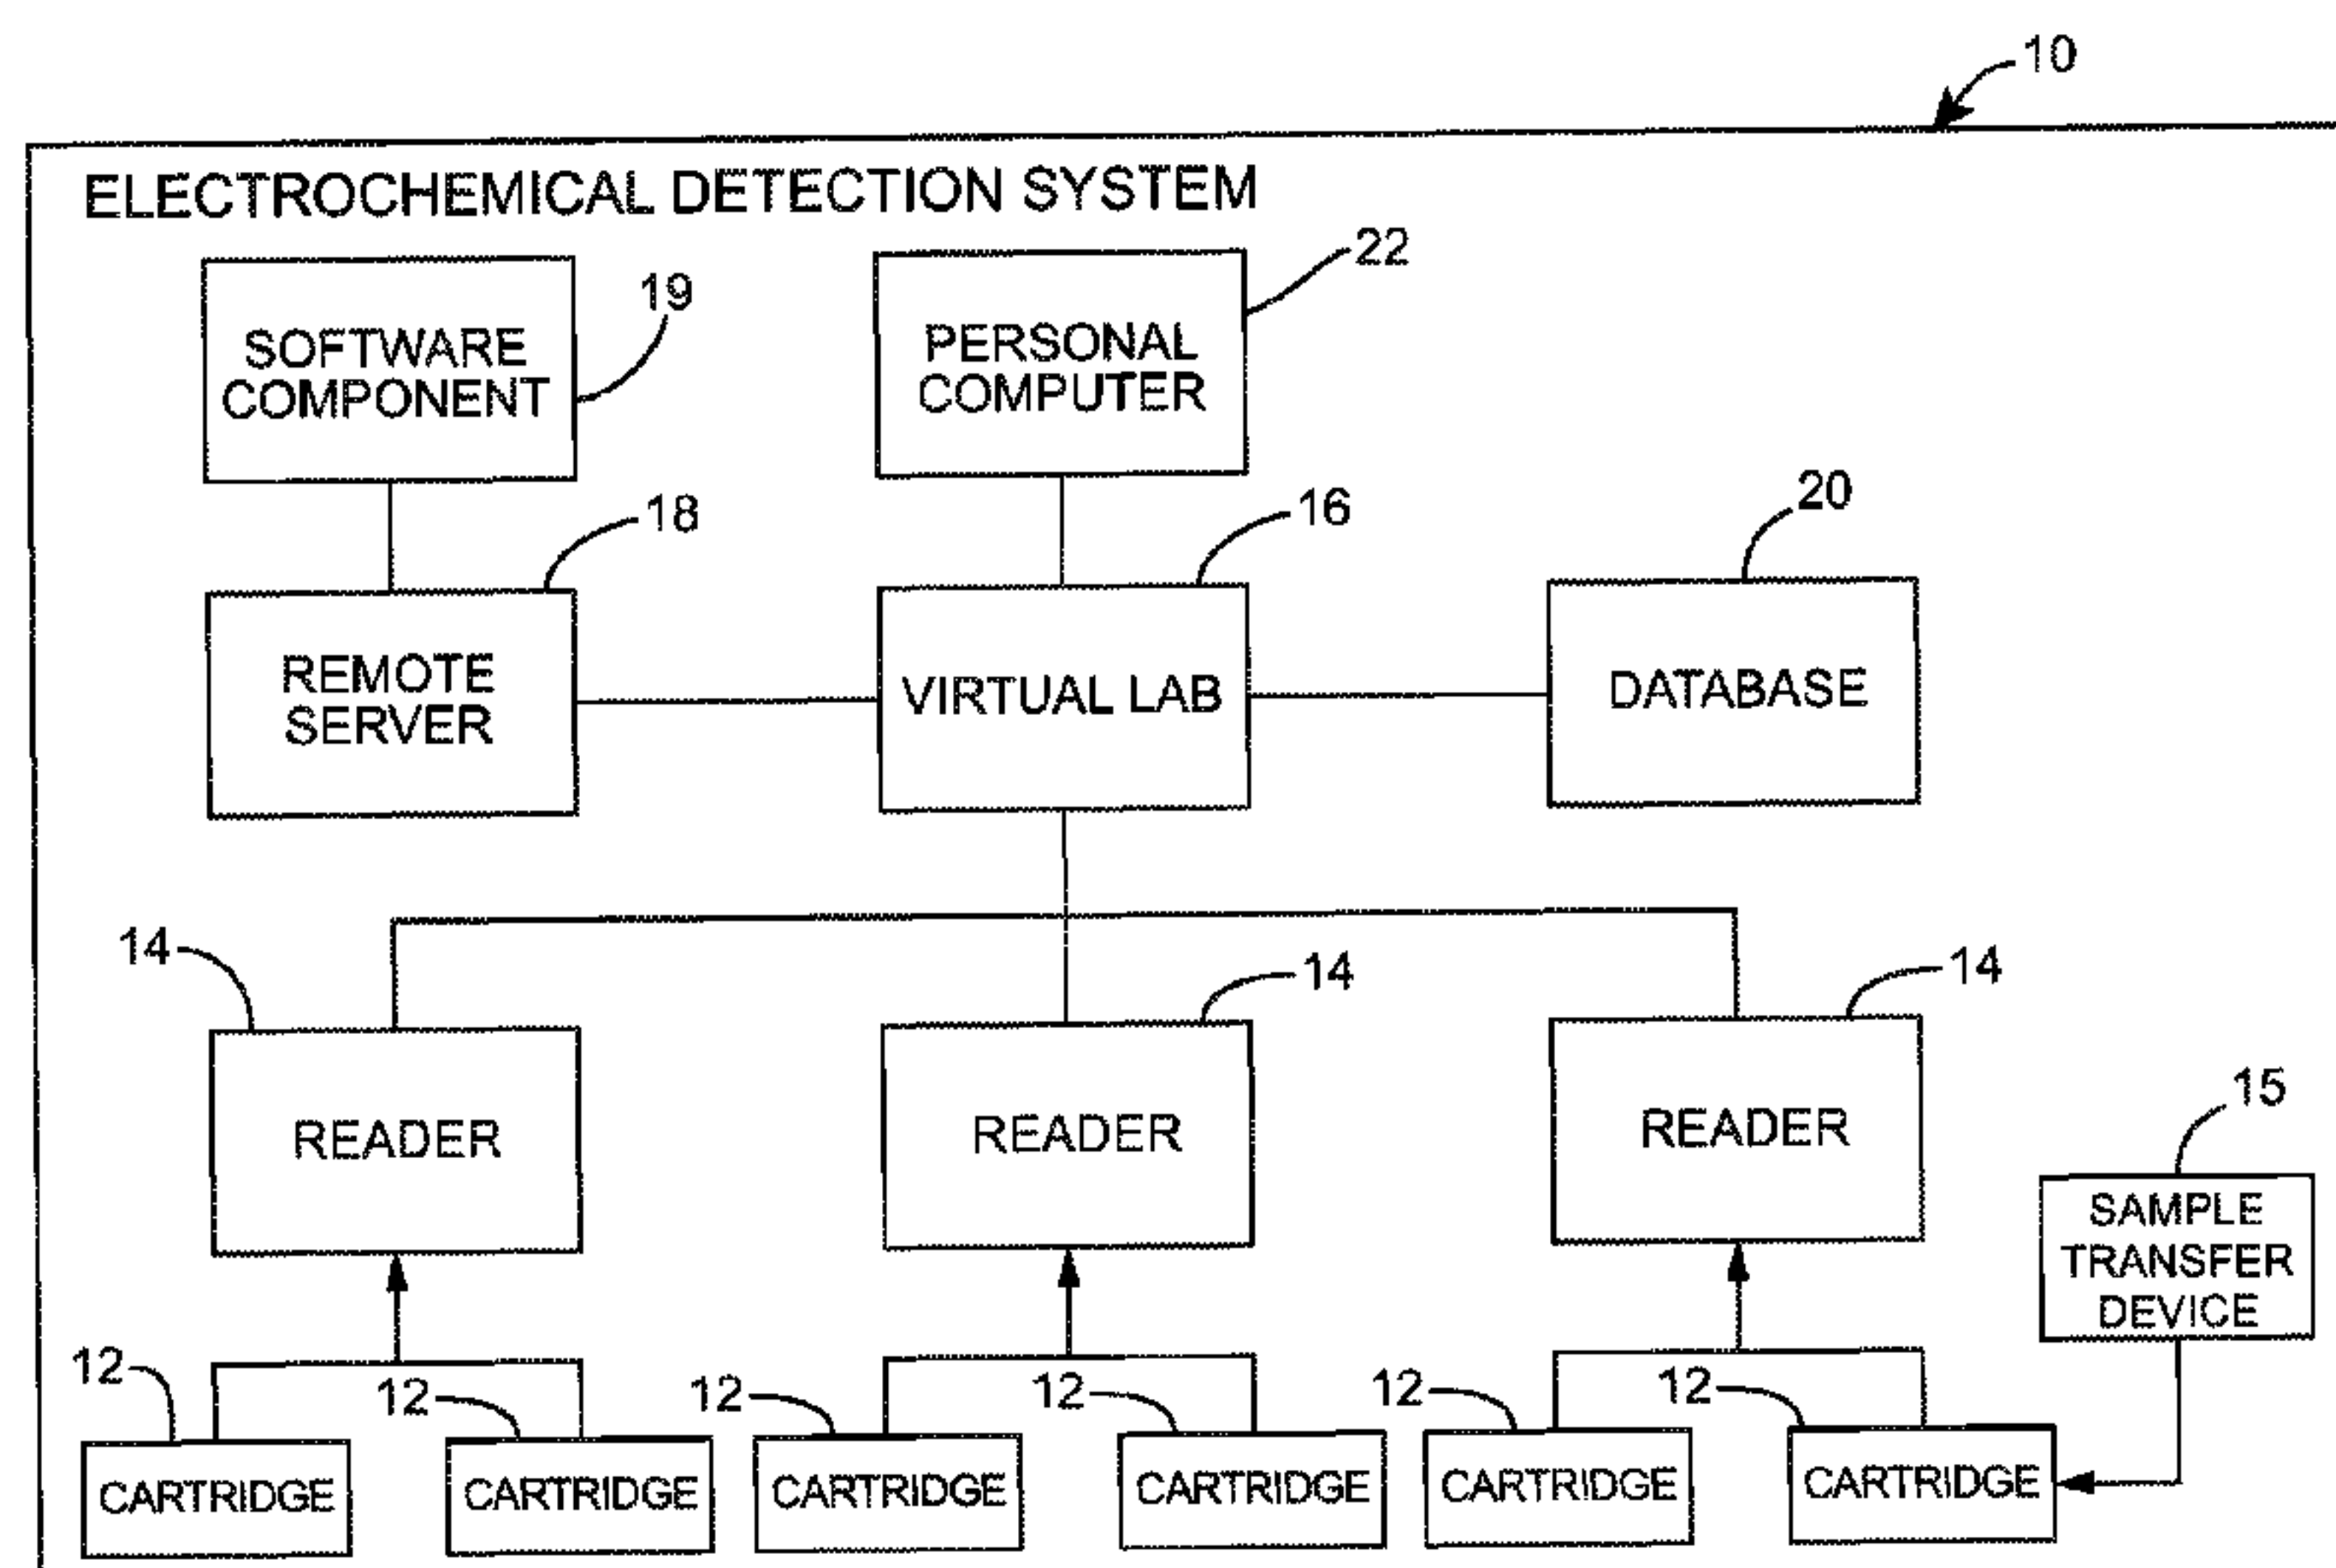 10
ELECTROCHEMICAL DETECTION SYSTEM
22
19
SOFTWARE
COMPONENT
PERSONAL
COMPUTER
18
16
20
REMOTE
SERVER
VIRTUAL LAB
DATABASE
14
14
14
READER
READER
READER
15
SAMPLE
TRANSFER
DEVICE
12
12
12
12
12
12
CARTRIDGE
CARTRIDGE
CARTRIDGE
CARTRIDGE
CARTRIDGE
CARTRIDGE